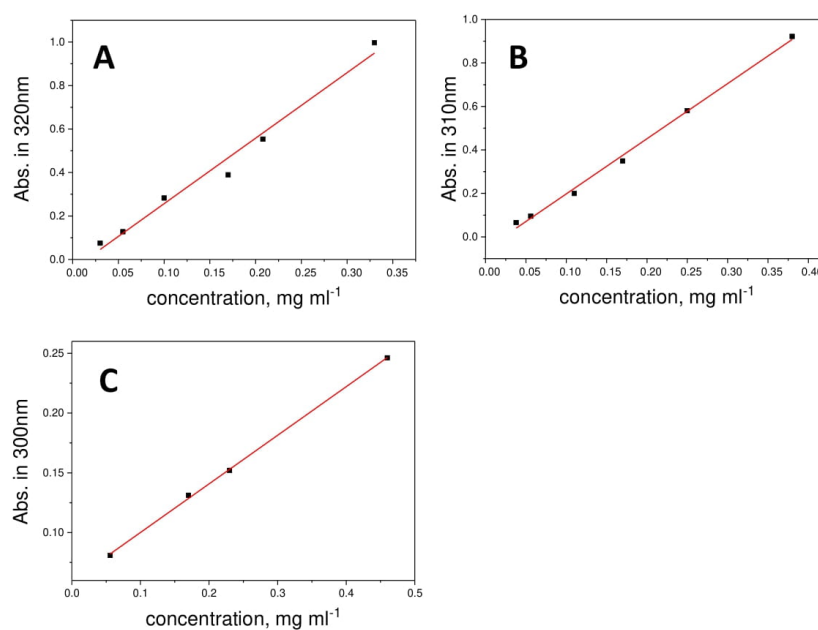 A
Abs. in 320nm
1.0
0.8
0.6
0.4
0.2
0.0
0.00 0.05 0.10 0.15 0.20 0.25 0.30 0.35
concentration, mg ml-1
B
Abs. in 310nm
1.0
0.8
0.6
0.4
0.2
0.0
0.00 0.05 0.10 0.15 0.20 0.25 0.30 0.35 0.40
concentration, mg ml-1
C
Abs. in 300nm
0.25
0.20
0.15
0.10
0.0 0.1 0.2 0.3 0.4 0.5
concentration, mg ml-1